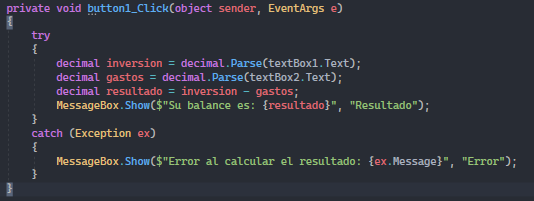 private void button1_Click(object sender, EventArgs e)
{
try
{
decimal inversion = decimal.Parse(textBox1.Text);
decimal gastos = decimal.Parse(textBox2.Text);
decimal resultado = inversion - gastos;
MessageBox.Show($"Su balance es: {resultado}", "Resultado");
}
catch (Exception ex)
{
MessageBox.Show($"Error al calcular el resultado: {ex.Message}", "Error");
}
}